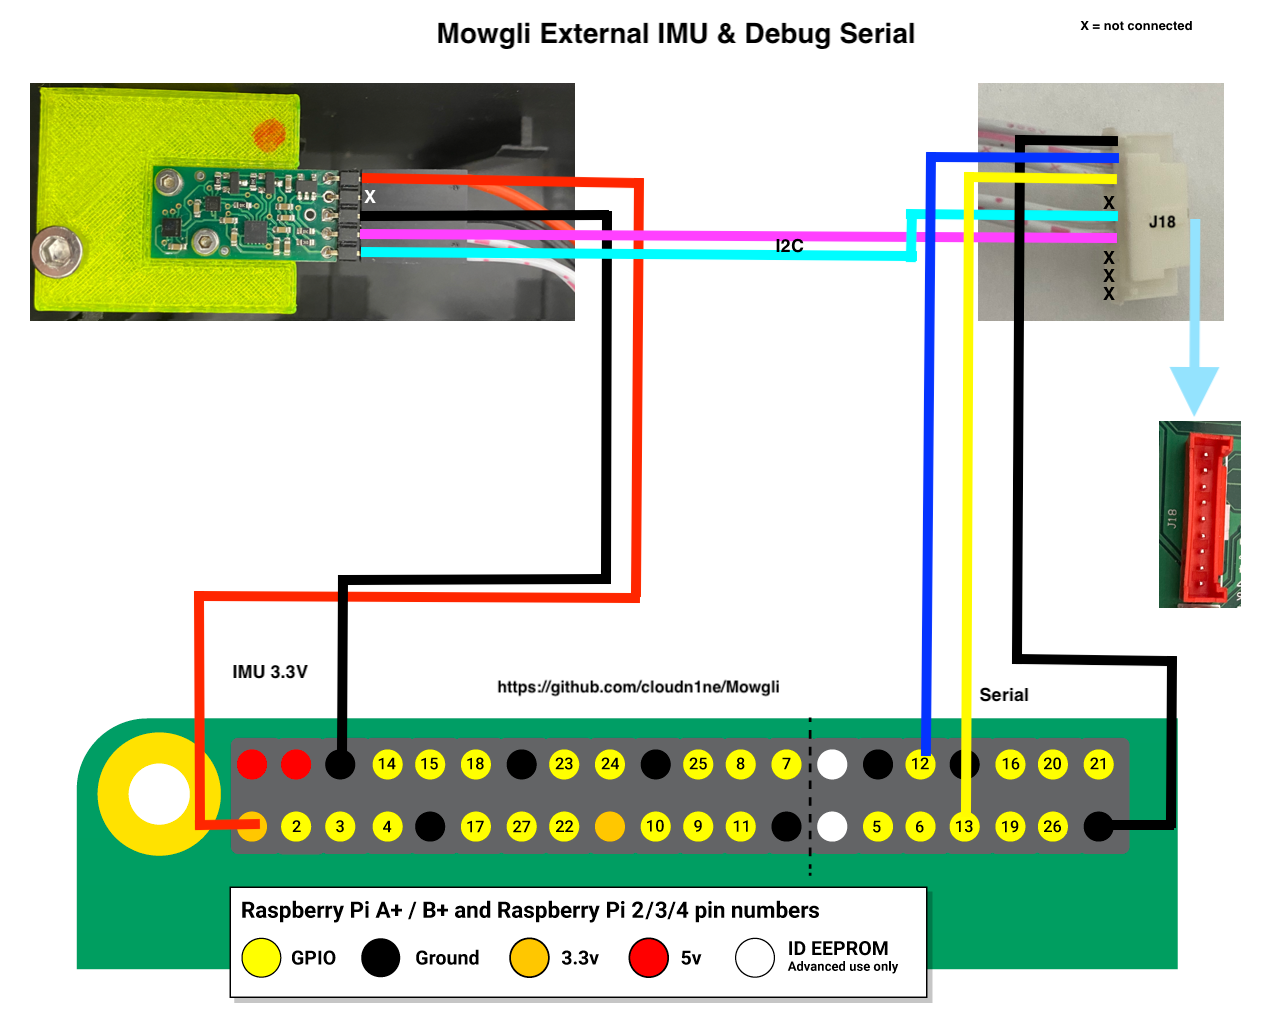 Mowgli External IMU & Debug Serial
X = not connected
X
X
J18
I2C
X
X
X
J18
IMU 3.3V
https://github.com/cloudn1ne/Mowgli
Serial
14 15 18 23 24 25 8 7 12 16 20 21
2 3 4 17 27 22 10 9 11 5 6 13 19 26
Raspberry Pi A+ / B+ and Raspberry Pi 2/3/4 pin numbers
GPIO Ground 3.3v 5v ID EEPROM
Advanced use only